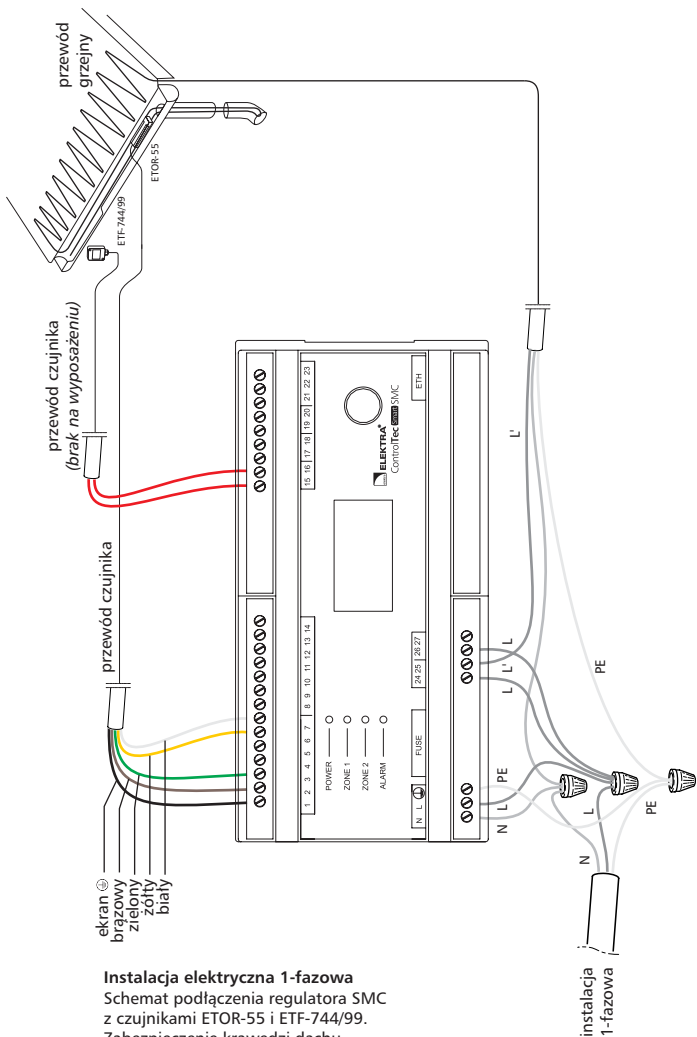 przewód
grzejny
ETOR-55
ETF-744/99
przewód czujnika
(brak na wyposażeniu)
przewód czujnika
ekran
brązowy
zielony
żółty
biały
1 2 3 4 5 6 7 8 9 10 11 12 13 14
15 16 17 18 19 20 21 22 23
POWER
ZONE 1
ZONE 2
ALARM
ELEKTRA®
ControlTec Smart SMC
N L
FUSE
24 25 26 27
ETH
N L PE
L L' L
L'
PE
N
L
PE
instalacja
1-fazowa
Instalacja elektryczna 1-fazowa
Schemat podłączenia regulatora SMC
z czujnikami ETOR-55 i ETF-744/99.
Zabezpieczenie krawędzi dachu